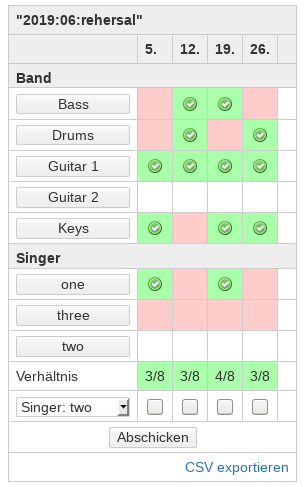 "2019:06:rehersal"
5. 12. 19. 26.
Band
Bass
Drums
Guitar 1
Guitar 2
Keys
Singer
one
three
two
Verhältnis 3/8 3/8 4/8 3/8
Singer: two
Abschicken
CSV exportieren